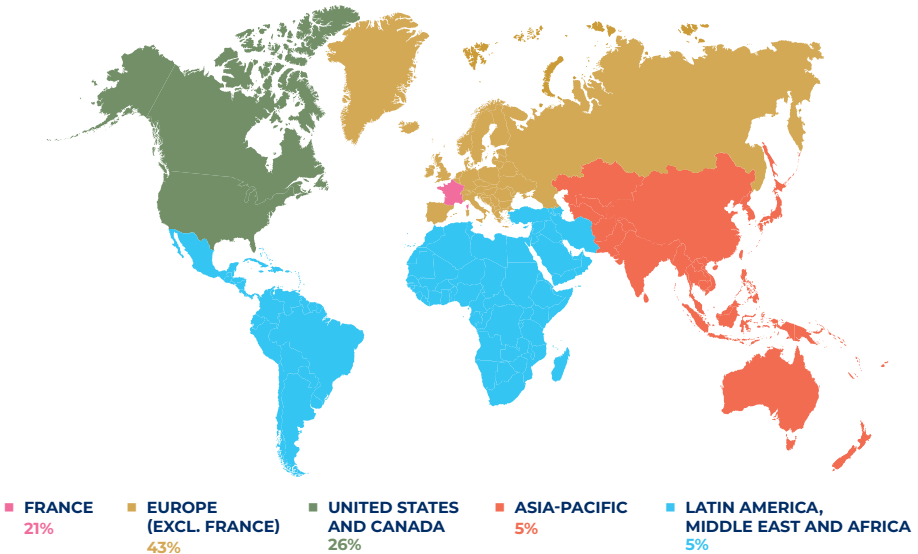 FRANCE
21%
EUROPE
(EXCL. FRANCE)
43%
UNITED STATES
AND CANADA
26%
ASIA-PACIFIC
5%
LATIN AMERICA,
MIDDLE EAST AND AFRICA
5%